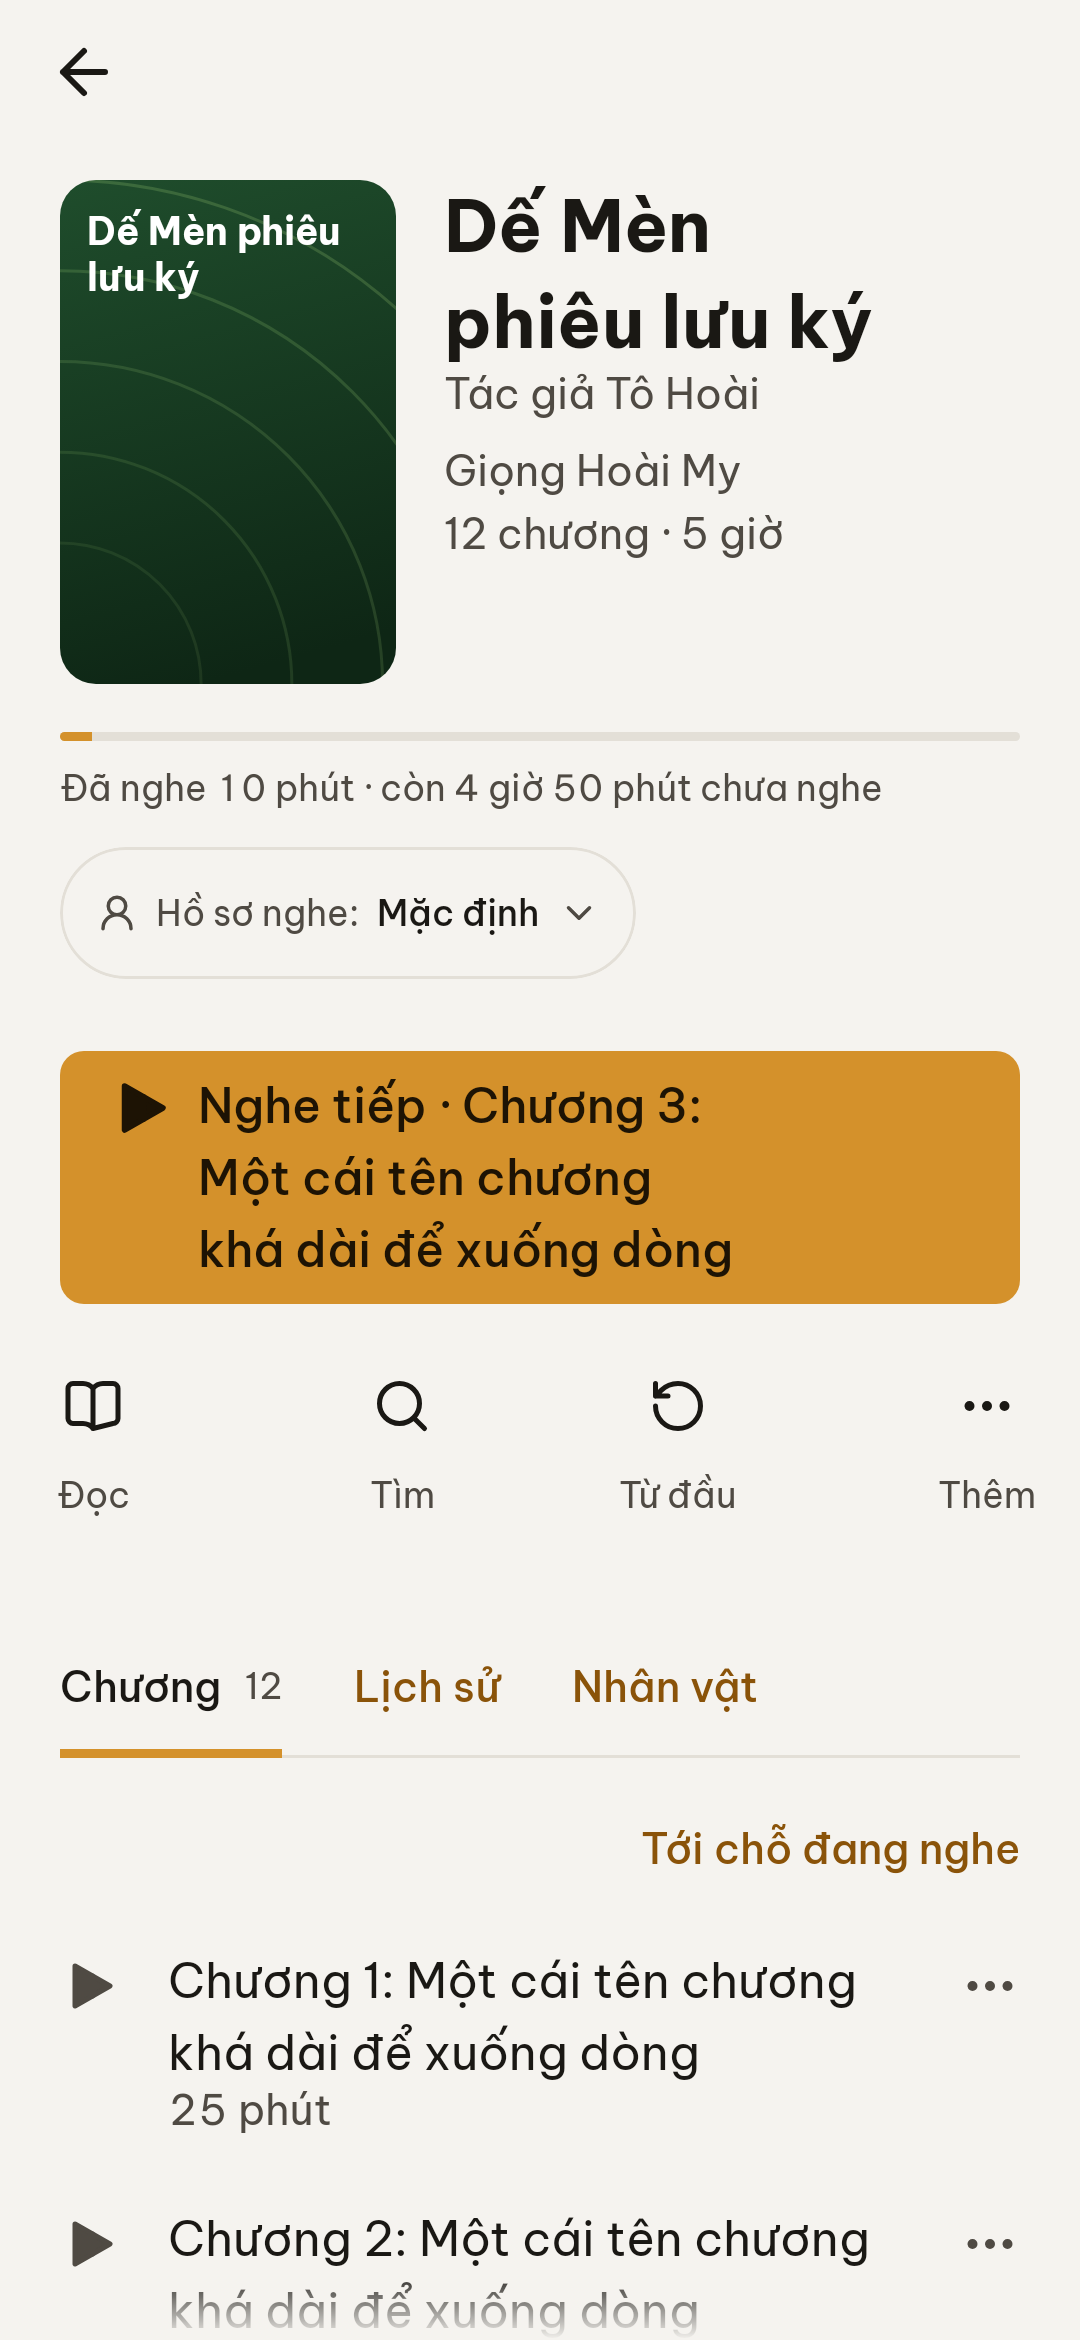 Dế Mèn phiêu
lưu ký
Dế Mèn
phiêu lưu ký
Tác giả Tô Hoài
Giọng Hoài My
12 chương · 5 giờ
Đã nghe 10 phút · còn 4 giờ 50 phút chưa nghe
Hồ sơ nghe: Mặc định
Nghe tiếp · Chương 3:
Một cái tên chương
khá dài để xuống dòng
Đọc
Tìm
Từ đầu
Thêm
Chương 12
Lịch sử
Nhân vật
Tới chỗ đang nghe
Chương 1: Một cái tên chương
khá dài để xuống dòng
25 phút
Chương 2: Một cái tên chương
khá dài để xuống dòng